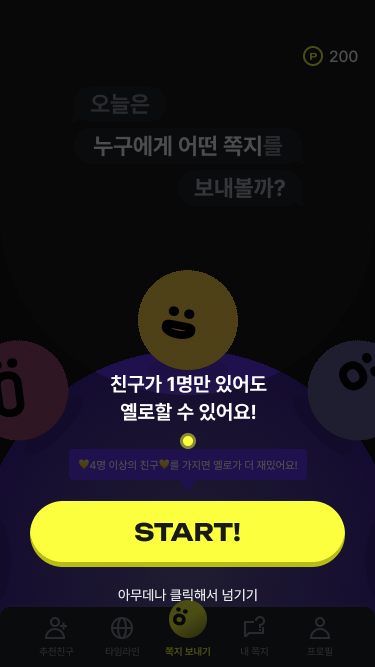 P 200
오늘은
누구에게 어떤 쪽지를
보내볼까?
친구가 1명만 있어도
옐로할 수 있어요!
💛4명 이상의 친구💛를 가지면 옐로가 더 재밌어요!
START!
아무데나 클릭해서 넘기기
추천친구 타임라인 쪽지 보내기 내 쪽지 프로필